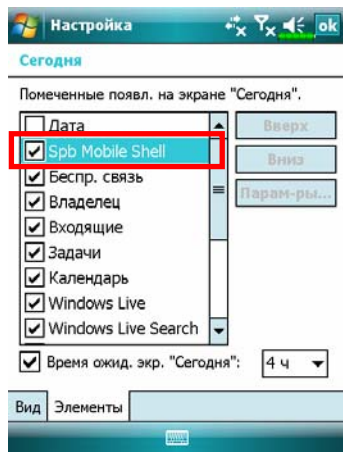 Настройка
ok
Сегодня
Помеченные появл. на экране "Сегодня".
Дата
Вверх
Spb Mobile Shell
Вниз
Беспр. связь
Парам-ры...
Владелец
Входящие
Задачи
Календарь
Windows Live
Windows Live Search
Время ожид. экр. "Сегодня":
4 ч
Вид Элементы